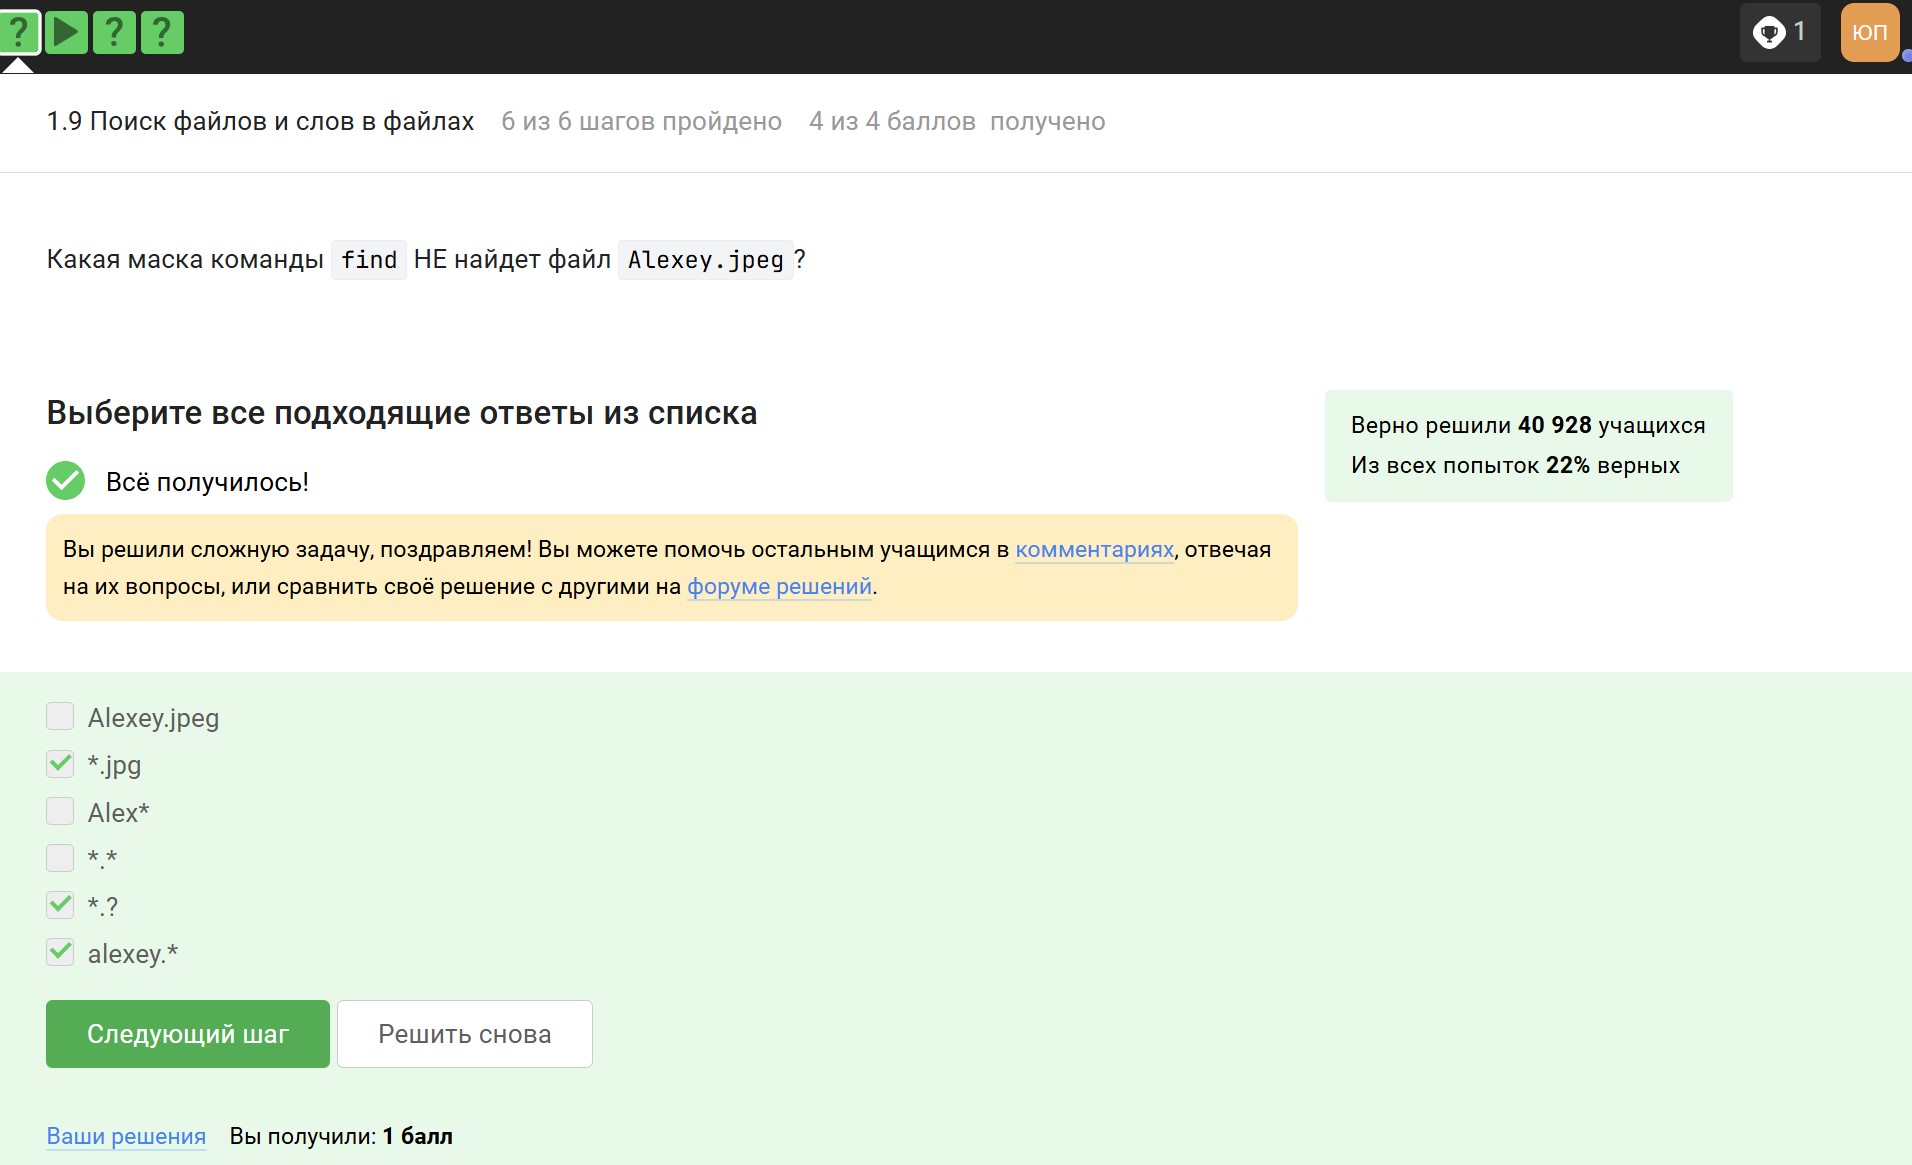 ? ? ?
1
ЮП
1.9 Поиск файлов и слов в файлах 6 из 6 шагов пройдено 4 из 4 баллов получено
Какая маска команды find НЕ найдет файл Alexey.jpeg?
Выберите все подходящие ответы из списка
Верно решили 40 928 учащихся
Из всех попыток 22% верных
Всё получилось!
Вы решили сложную задачу, поздравляем! Вы можете помочь остальным учащимся в комментариях, отвечая
на их вопросы, или сравнить своё решение с другими на форуме решений.
Alexey.jpeg
*.jpg
Alex*
*.*
*.?
alexey.*
Следующий шаг
Решить снова
Ваши решения Вы получили: 1 балл